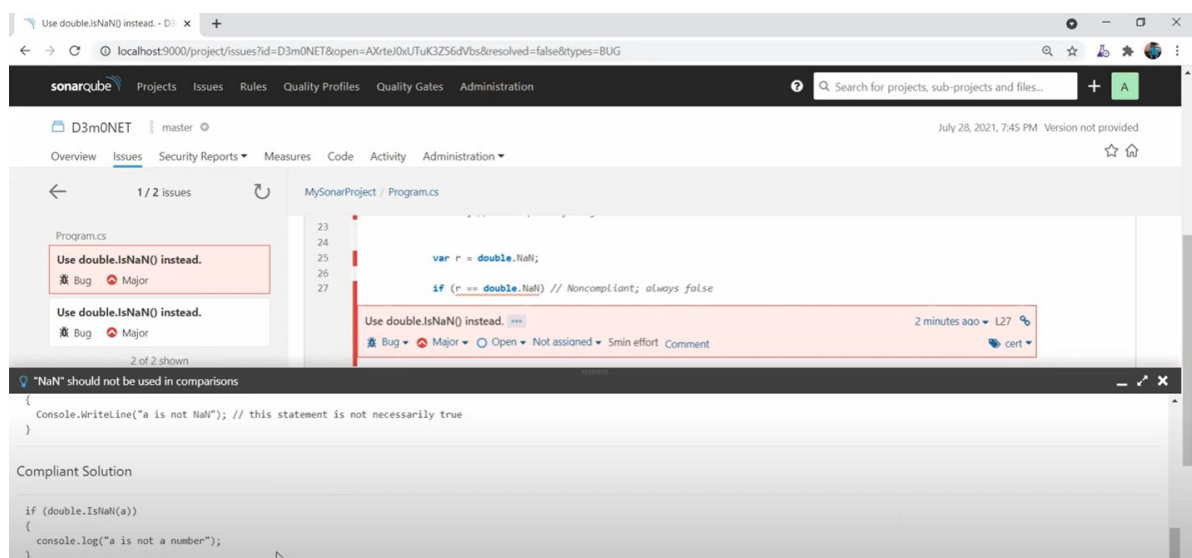 Use double.IsNaN() instead. - D3
localhost:9000/project/issues?id=D3m0NET&open=AXrteJ0xUTuK3Z56dVbs&resolved=false&types=BUG
sonarqube Projects Issues Rules Quality Profiles Quality Gates Administration Search for projects, sub-projects and files... A
D3m0NET master July 28, 2021, 7:45 PM Version not provided
Overview Issues Security Reports Measures Code Activity Administration
1 / 2 issues MySonarProject / Program.cs
23
Program.cs
24
Use double.IsNaN() instead.
25 var r = double.NaN;
Bug Major
26
27 if (r == double.NaN) // Noncompliant; always false
Use double.IsNaN() instead.
Bug Major
2 of 2 shown
Use double.IsNaN() instead. 2 minutes ago L27
Bug Major Open Not assigned 5min effort Comment cert
"NaN" should not be used in comparisons
{
Console.WriteLine("a is not NaN"); // this statement is not necessarily true
}
Compliant Solution
if (double.IsNaN(a))
{
console.log("a is not a number");
}